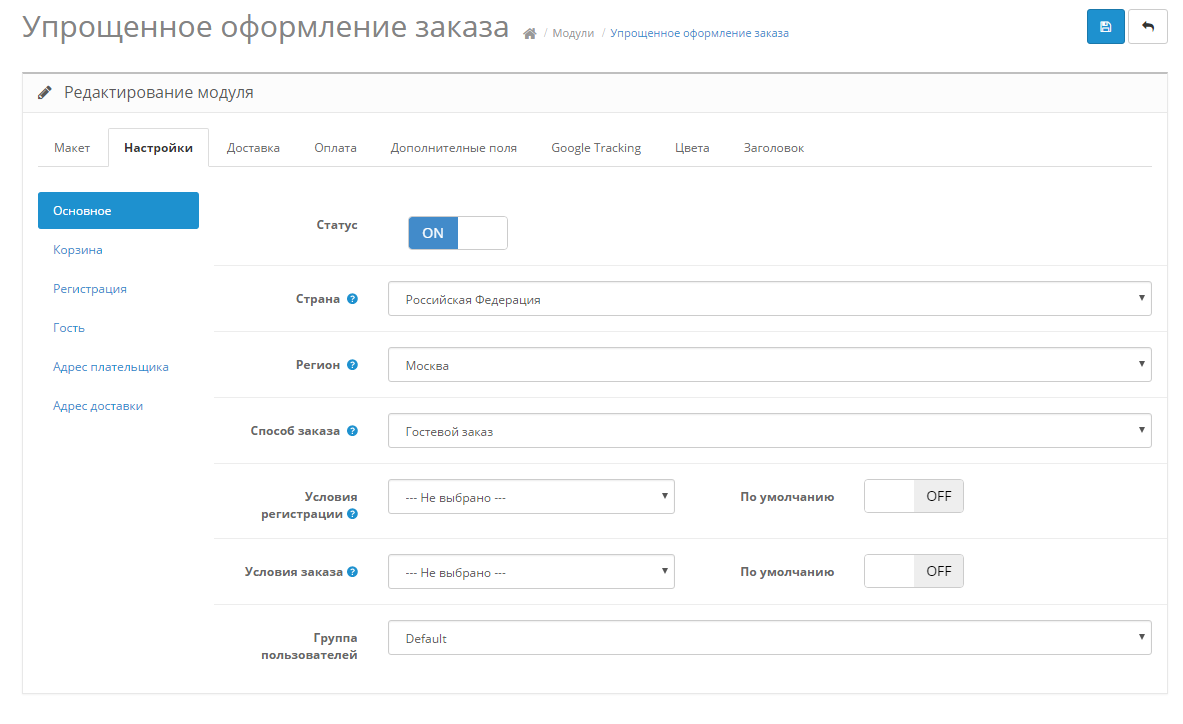 Упрощенное оформление заказа / Модули / Упрощенное оформление заказа
Редактирование модуля
Макет Настройки Доставка Оплата Дополнителные поля Google Tracking Цвета Заголовок
Основное
Корзина
Регистрация
Гость
Адрес плательщика
Адрес доставки
Статус ON
Страна ? Российская Федерация
Регион ? Москва
Способ заказа ? Гостевой заказ
Условия
регистрации ? --- Не выбрано --- По умолчанию OFF
Условия заказа ? --- Не выбрано --- По умолчанию OFF
Группа
пользователей Default